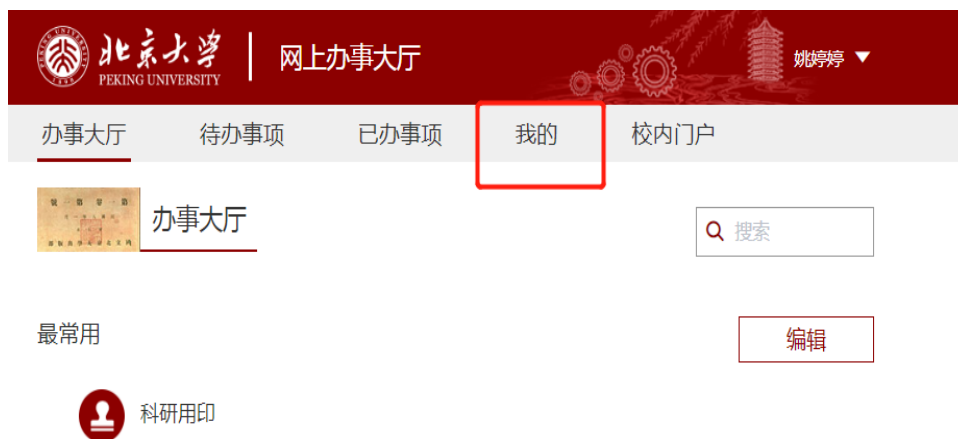 北京大学
PEKING UNIVERSITY
网上办事大厅
姚婷婷
办事大厅 待办事项 已办事项 我的 校内门户
办事大厅
搜索
最常用
编辑
科研用印